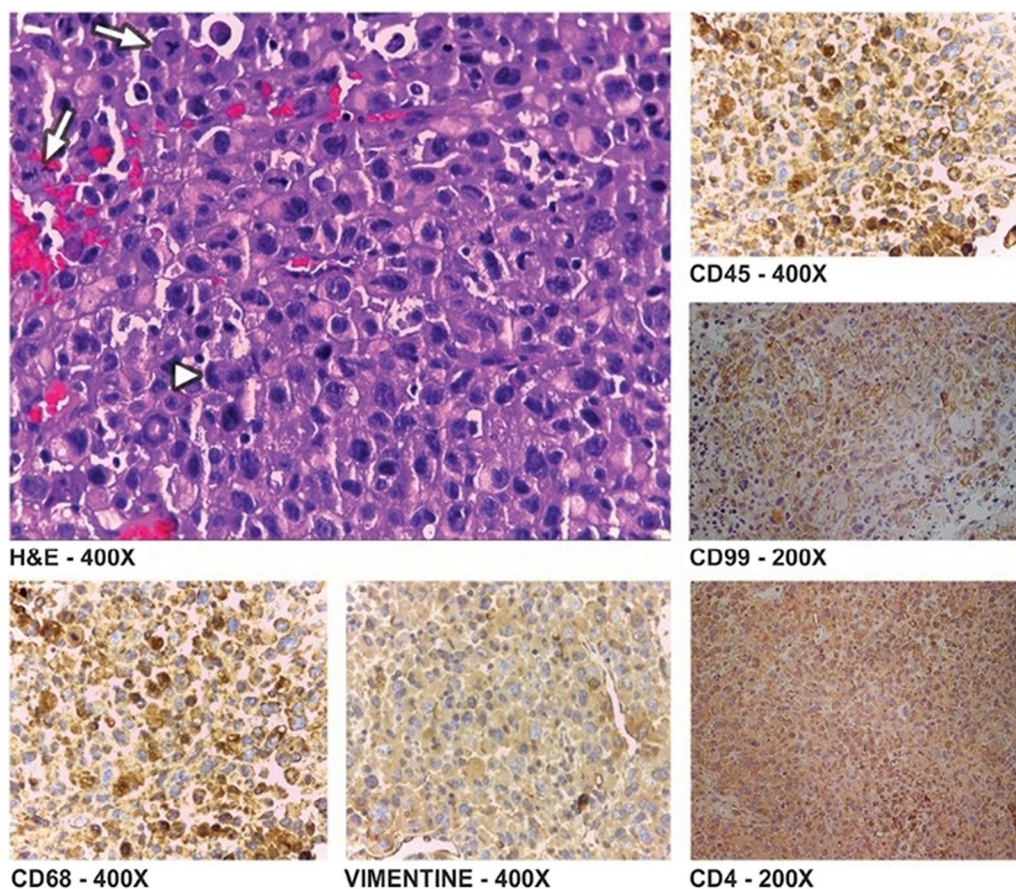 CD45 - 400X
H&E - 400X
CD99 - 200X
CD68 - 400X
VIMENTINE - 400X
CD4 - 200X